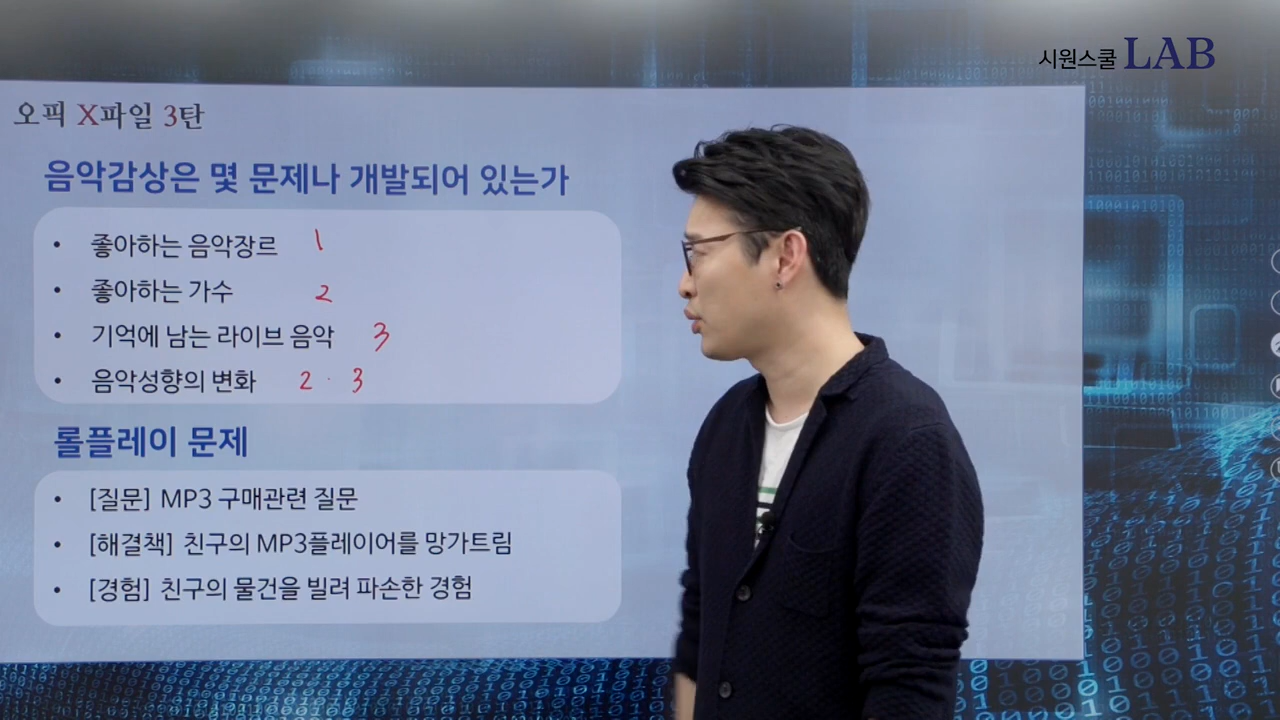 시원스쿨 LAB
오픽 X파일 3탄
음악감상은 몇 문제나 개발되어 있는가
• 좋아하는 음악장르 1
• 좋아하는 가수 2
• 기억에 남는 라이브 음악 3
• 음악성향의 변화 2 · 3
롤플레이 문제
• [질문] MP3 구매관련 질문
• [해결책] 친구의 MP3플레이어를 망가트림
• [경험] 친구의 물건을 빌려 파손한 경험